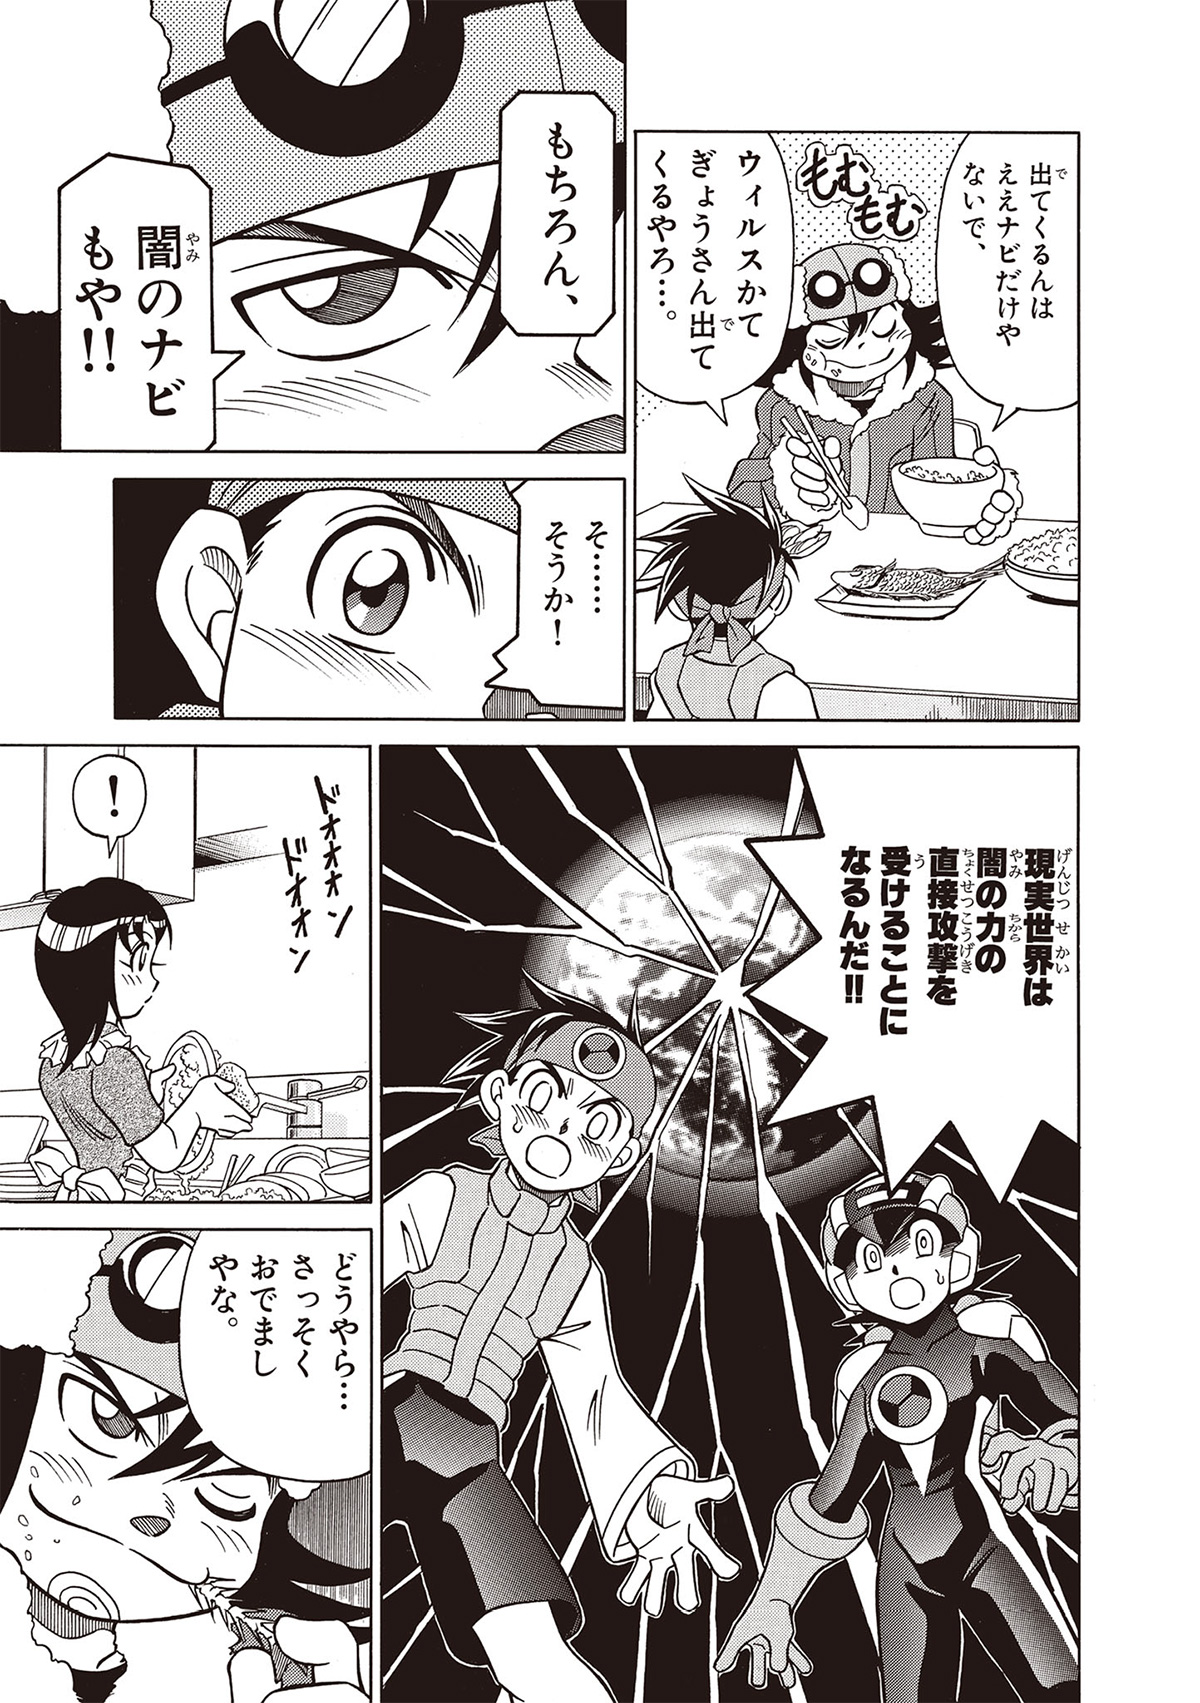 出てくるんは
ええナビだけや
ないで、
もむ
もむ
ウィルスかて
ぎょうさん出て
くるやろ…。
もちろん、
闇のナビ
もや!!
そ……
そうか!
現実世界は
闇の力の
直接攻撃を
受けることに
なるんだ!!
ドォオオン
ドォオン
!
どうやら…
さっそく
おでまし
やな。